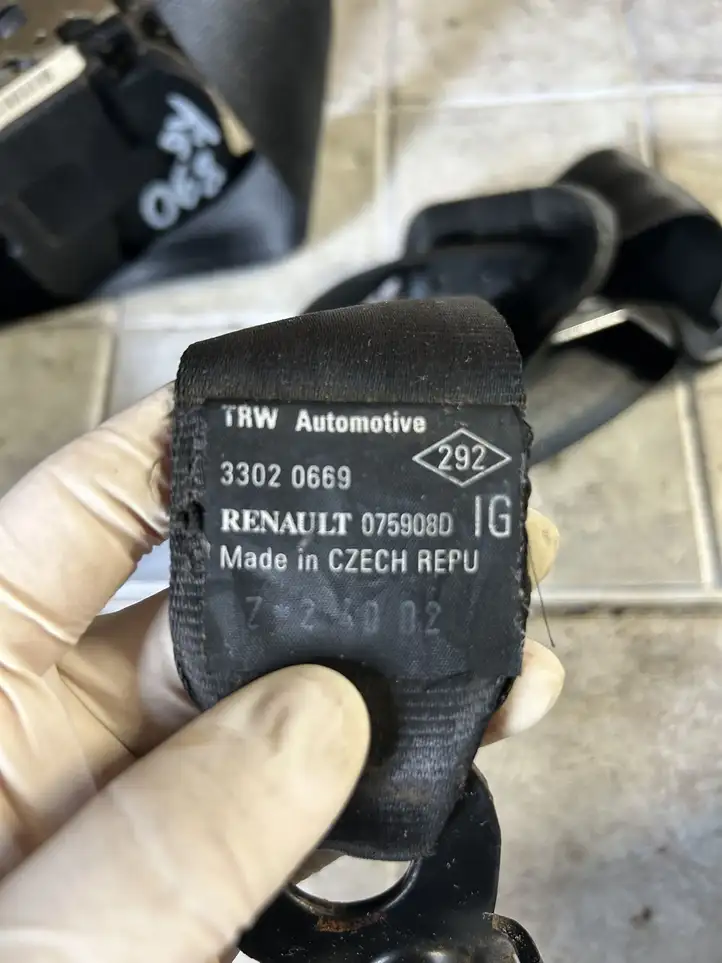 TRW Automotive
292
3302 0669
RENAULT 075908D IG
Made in CZECH REPU